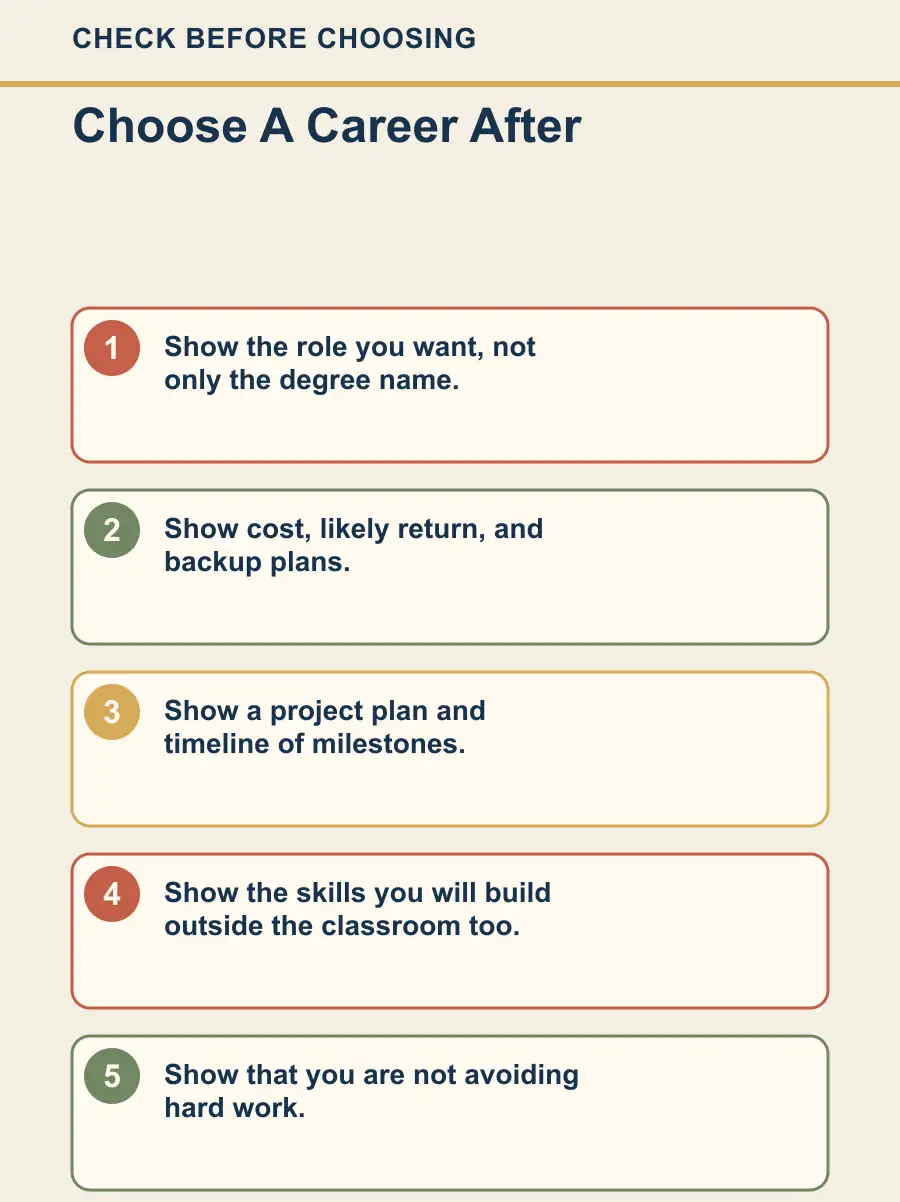 CHECK BEFORE CHOOSING
Choose A Career After
1
Show the role you want, not
only the degree name.
2
Show cost, likely return, and
backup plans.
3
Show a project plan and
timeline of milestones.
4
Show the skills you will build
outside the classroom too.
5
Show that you are not avoiding
hard work.